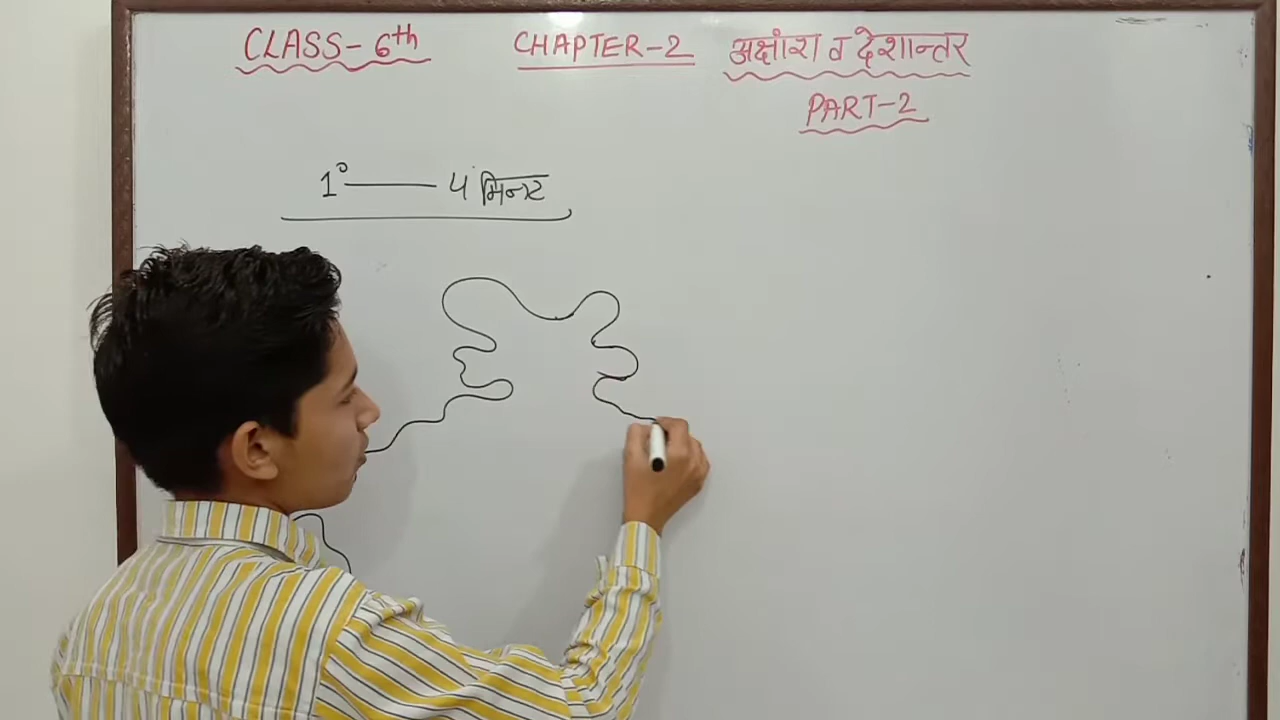 CLASS-6th CHAPTER-2 अक्षांश व देशान्तर
PART-2
1° — 4 मिनट